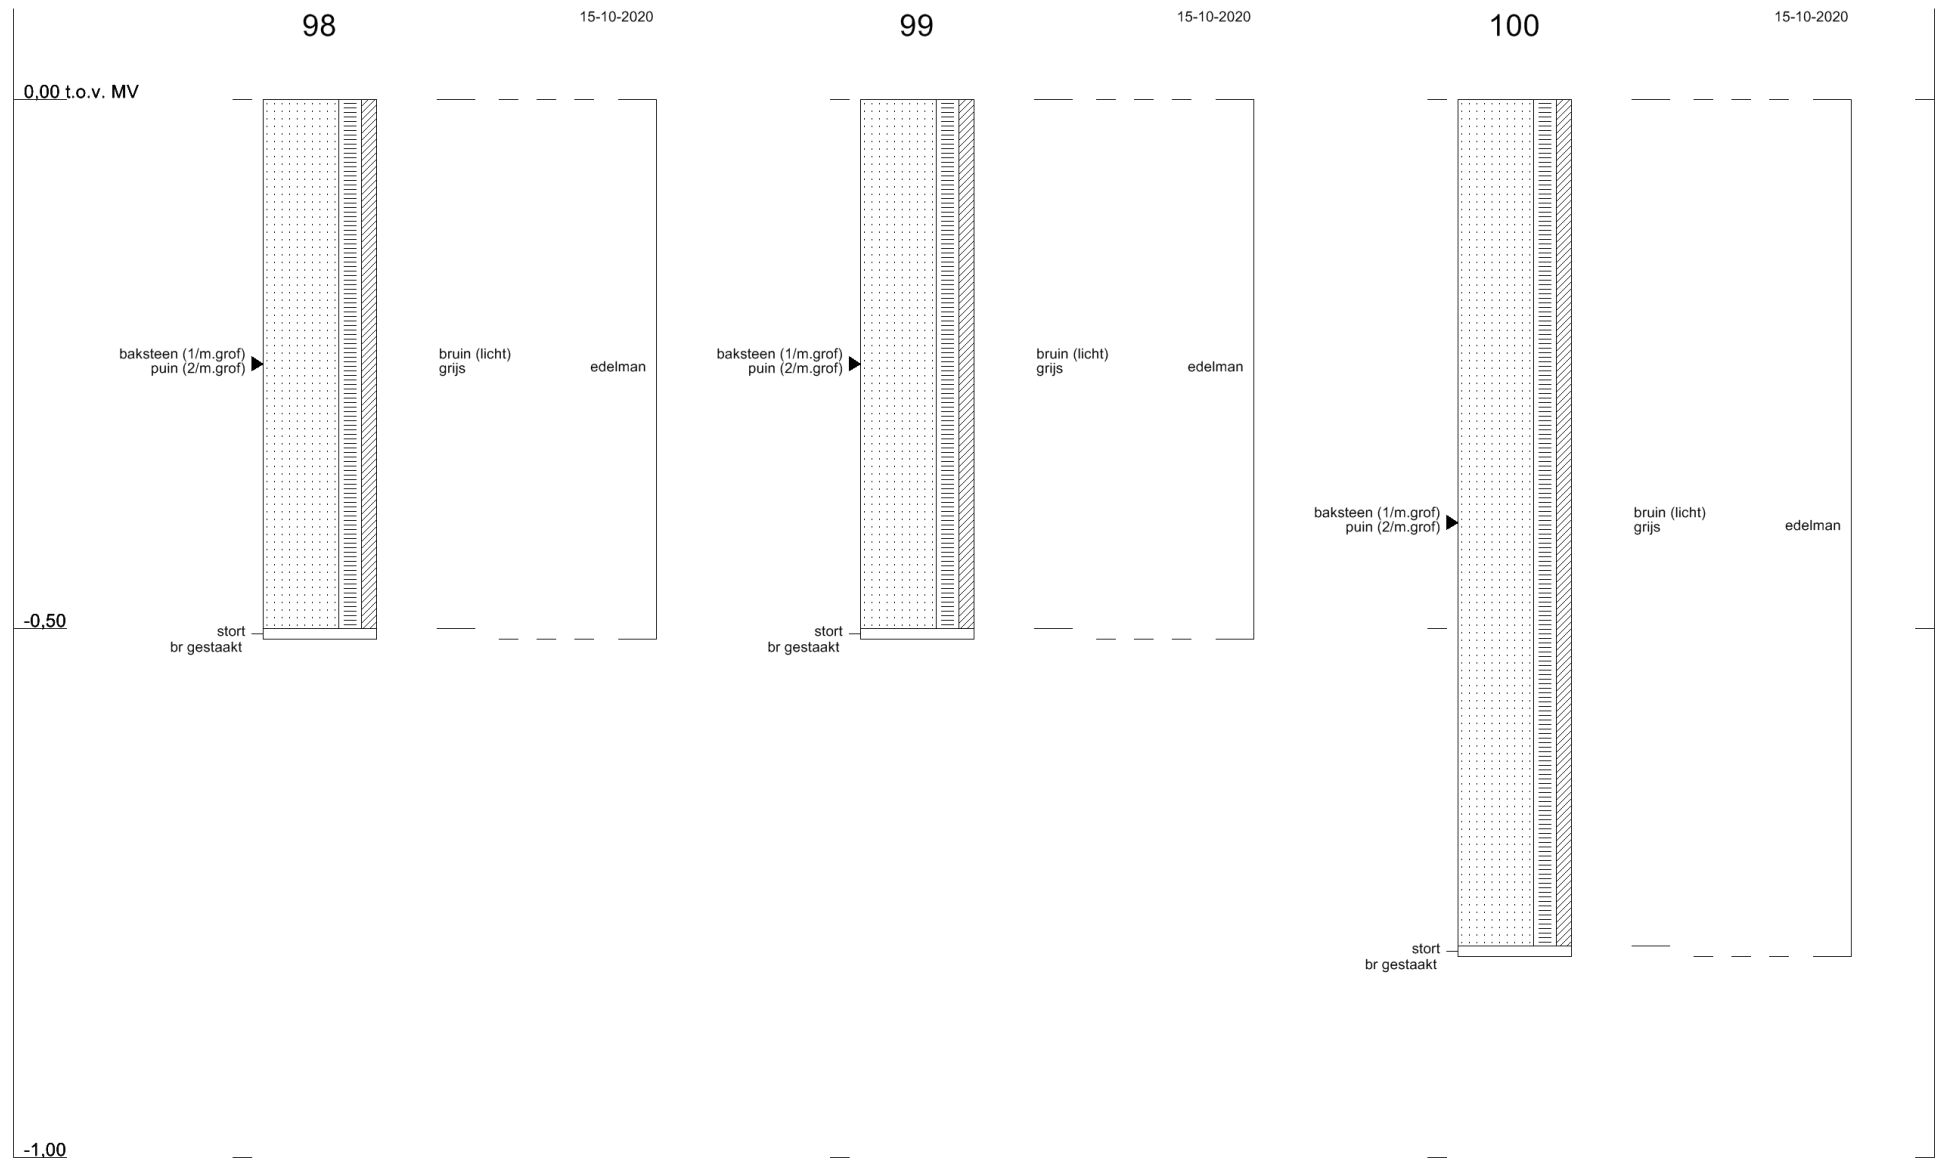 98
15-10-2020
99
15-10-2020
100
15-10-2020
0,00 t.o.v. MV
baksteen (1/m.grof)
puin (2/m.grof)
bruin (licht)
grijs
edelman
baksteen (1/m.grof)
puin (2/m.grof)
bruin (licht)
grijs
edelman
baksteen (1/m.grof)
puin (2/m.grof)
bruin (licht)
grijs
edelman
-0,50
stort
br gestaakt
stort
br gestaakt
stort
br gestaakt
-1,00